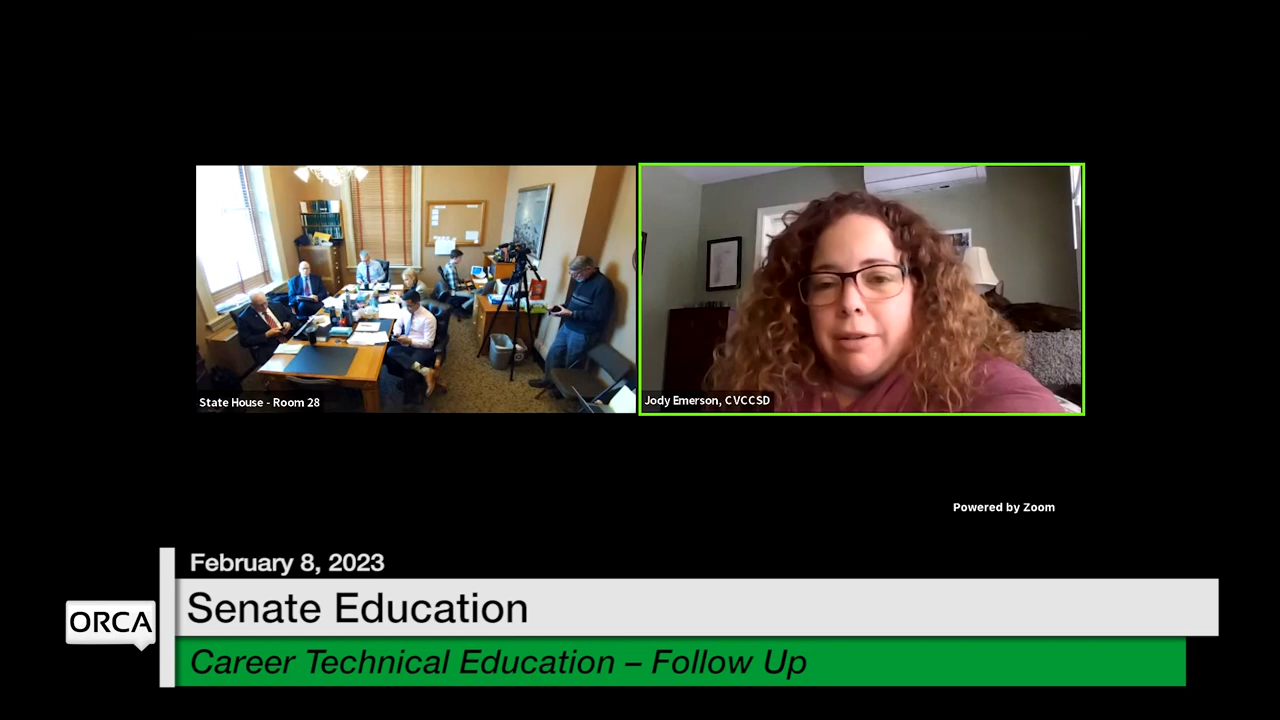 State House - Room 28
Jody Emerson, CVCCSD
Powered by Zoom
February 8, 2023
Senate Education
ORCA
Career Technical Education – Follow Up